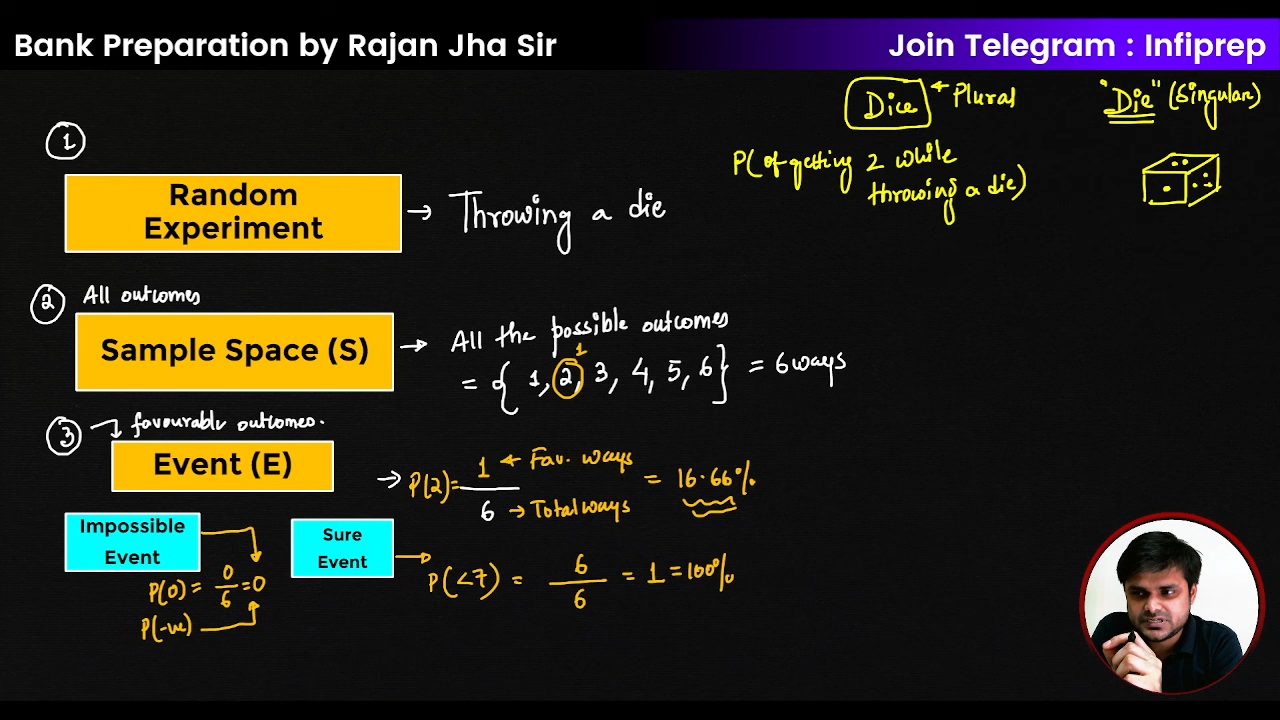 Bank Preparation by Rajan Jha Sir
Join Telegram : Infiprep
Dice ← Plural
"Die" (Singular)
P(of getting 2 while
throwing a die)
1
Random
Experiment
→ Throwing a die
2 All outcomes
Sample Space (S)
→ All the possible outcomes
1
= { 1, 2, 3, 4, 5, 6 } = 6 ways
3 favourable outcomes.
Event (E)
→ P(2) = 1/6 = 16.66%
← Fav. ways
→ Total ways
Impossible
Event
P(0) = 0/6 = 0
P(-ve)
Sure
Event
P(<7) = 6/6 = 1 = 100%